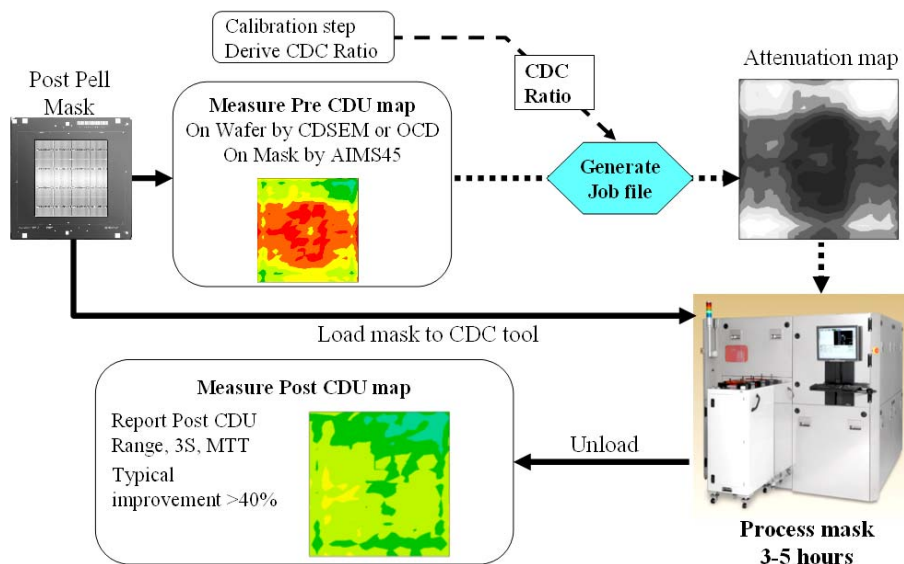 Calibration step
Derive CDC Ratio
Post Pell
Mask
CDC
Ratio
Attenuation map
Measure Pre CDU map
On Wafer by CDSEM or OCD
On Mask by AIMS45
Generate
Job file
Load mask to CDC tool
Measure Post CDU map
Report Post CDU
Range, 3S, MTT
Typical
improvement >40%
Unload
Process mask
3-5 hours